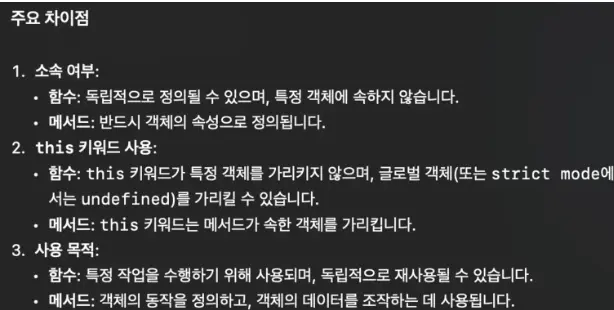 주요 차이점
1. 소속 여부:
• 함수: 독립적으로 정의될 수 있으며, 특정 객체에 속하지 않습니다.
• 메서드: 반드시 객체의 속성으로 정의됩니다.
2. this 키워드 사용:
• 함수: this 키워드가 특정 객체를 가리키지 않으며, 글로벌 객체(또는 strict mode에
서는 undefined)를 가리킬 수 있습니다.
• 메서드: this 키워드는 메서드가 속한 객체를 가리킵니다.
3. 사용 목적:
• 함수: 특정 작업을 수행하기 위해 사용되며, 독립적으로 재사용될 수 있습니다.
• 메서드: 객체의 동작을 정의하고, 객체의 데이터를 조작하는 데 사용됩니다.